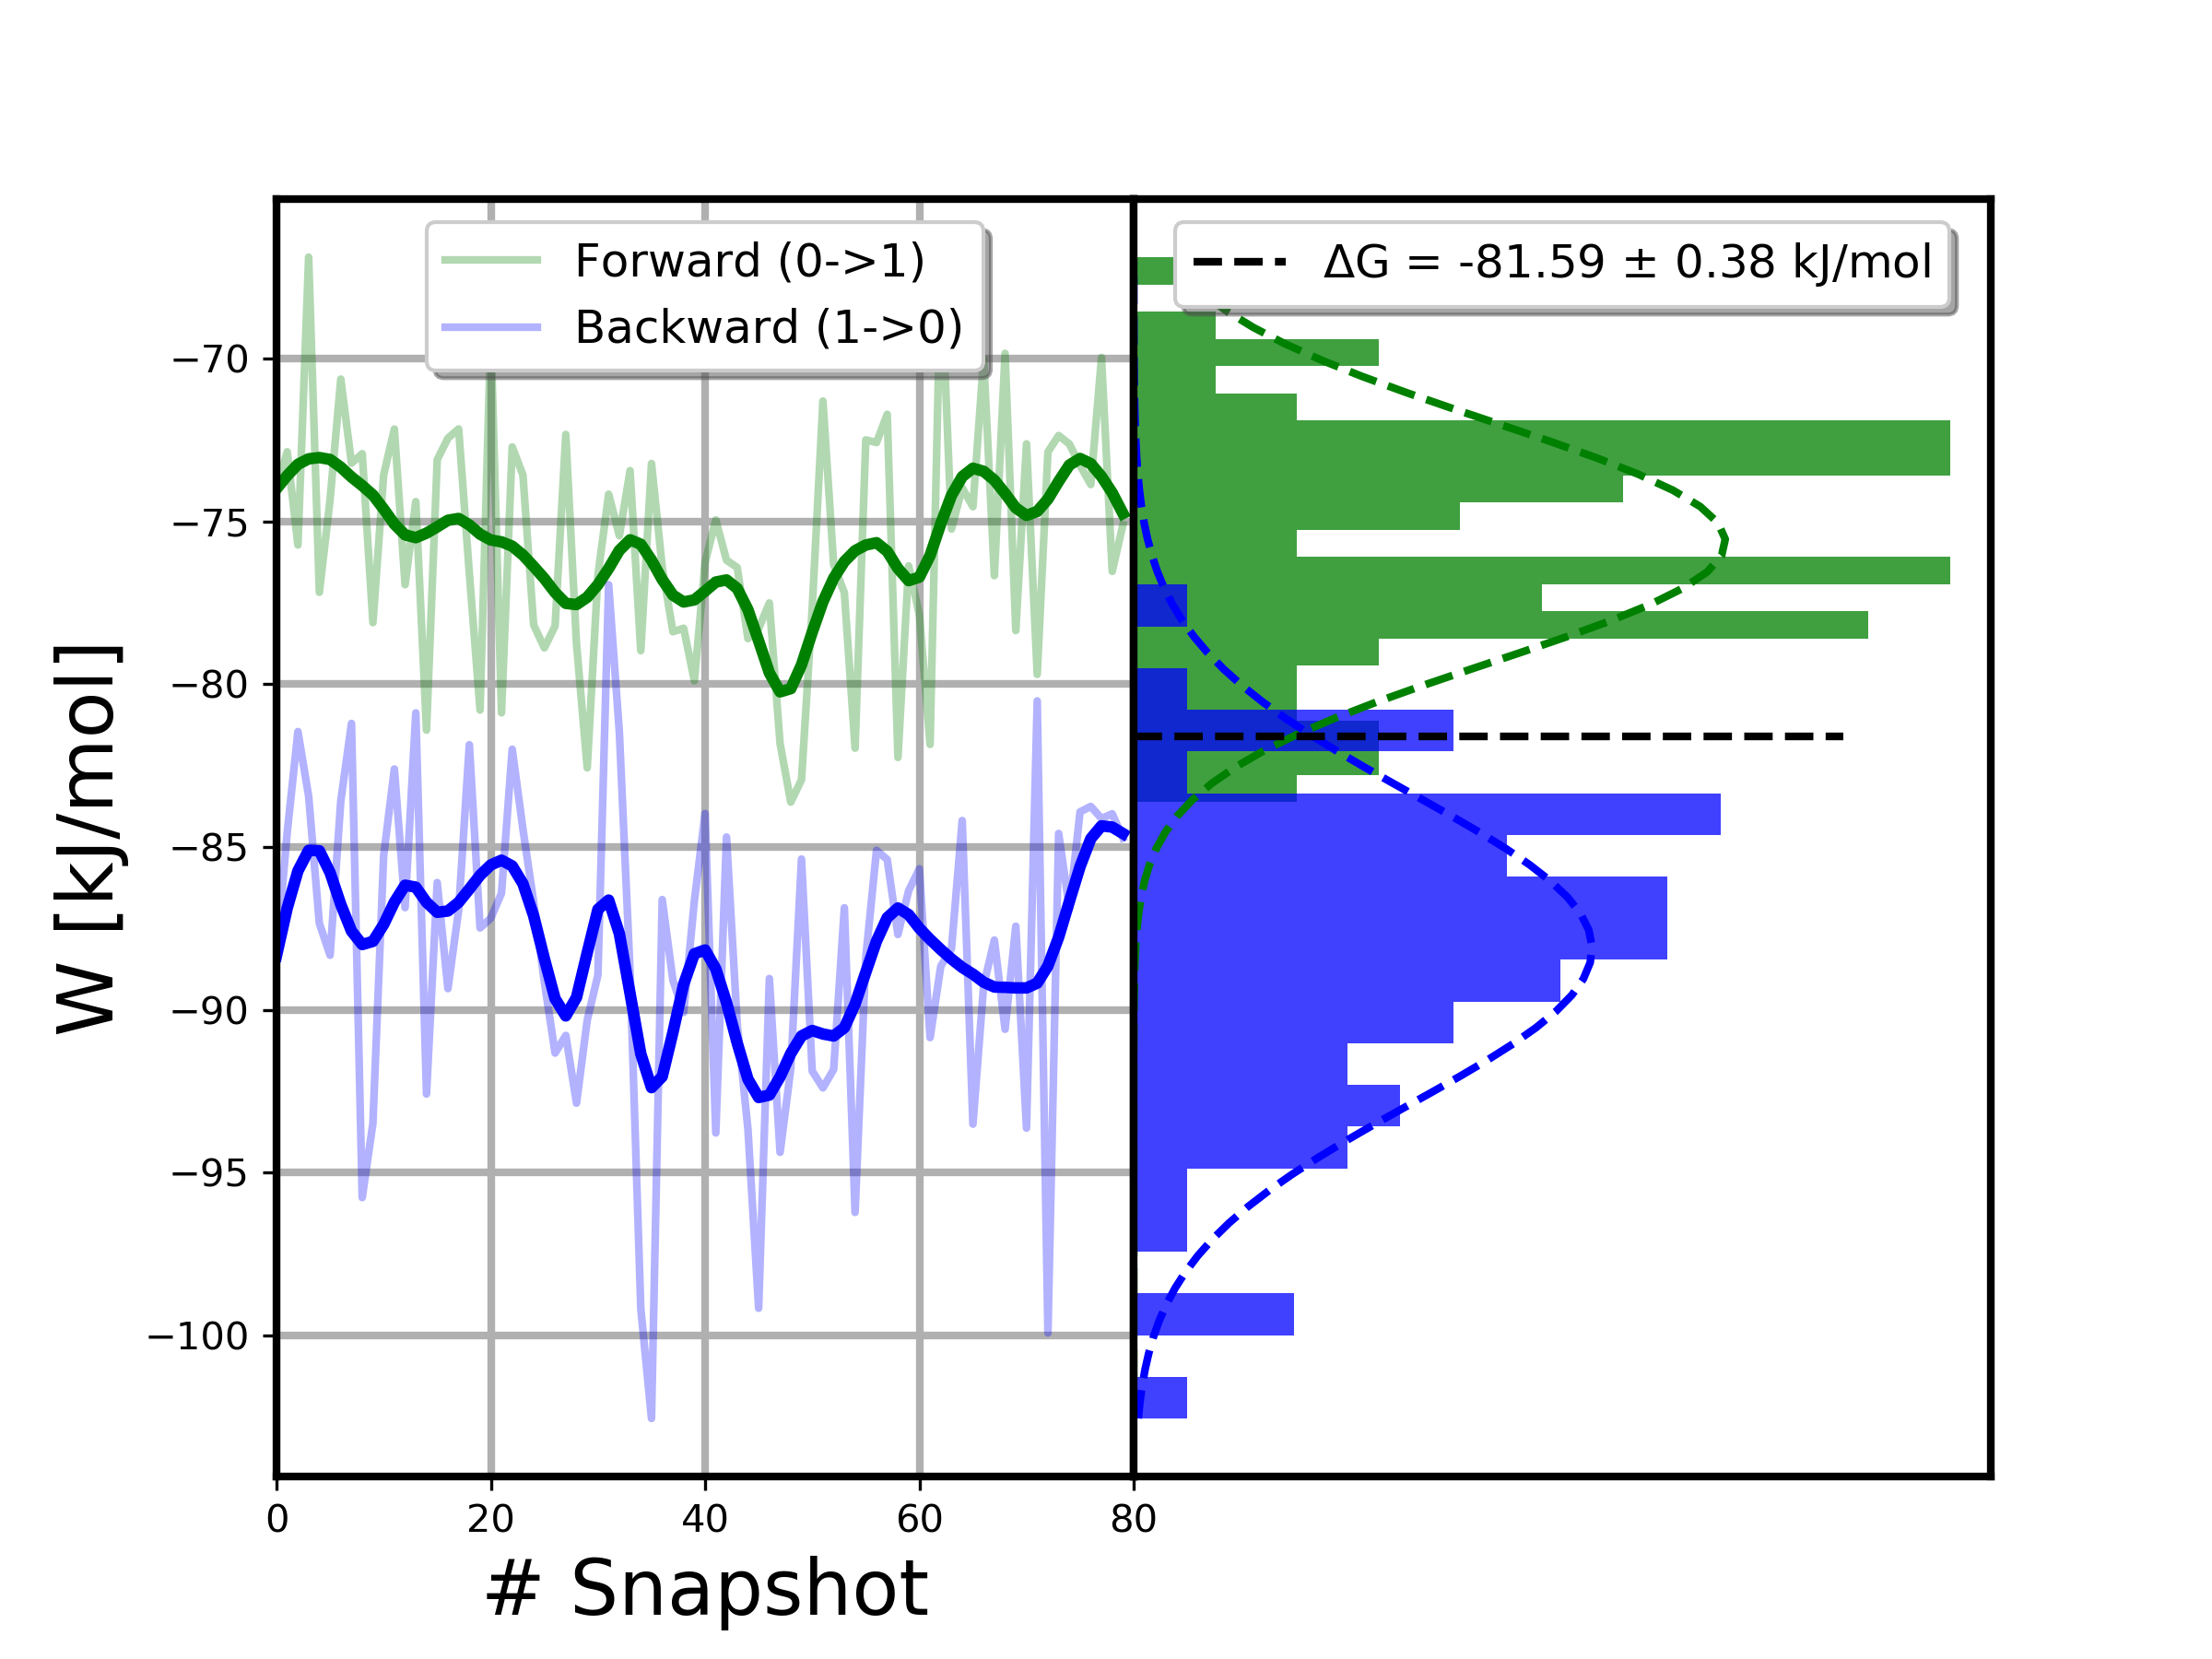 Forward (0->1)
Backward (1->0)
ΔG = -81.59 ± 0.38 kJ/mol
W [kJ/mol]
−70
−75
−80
−85
−90
−95
−100
0 20 40 60 80
# Snapshot